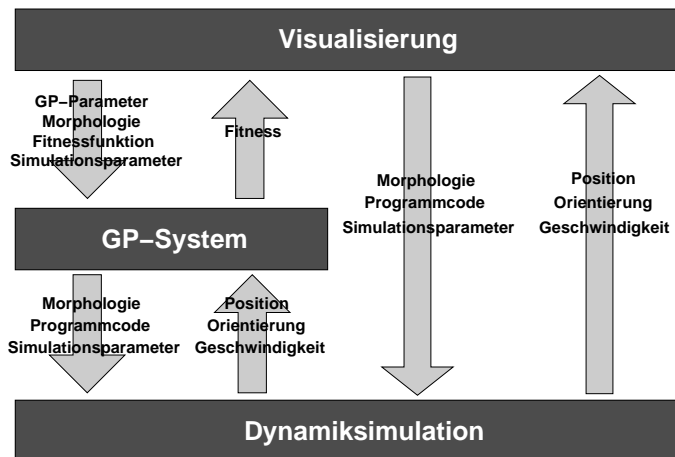 Visualisierung
GP–Parameter
Morphologie
Fitnessfunktion
Simulationsparameter
Fitness
Morphologie
Programmcode
Simulationsparameter
Position
Orientierung
Geschwindigkeit
GP–System
Morphologie
Programmcode
Simulationsparameter
Position
Orientierung
Geschwindigkeit
Dynamiksimulation